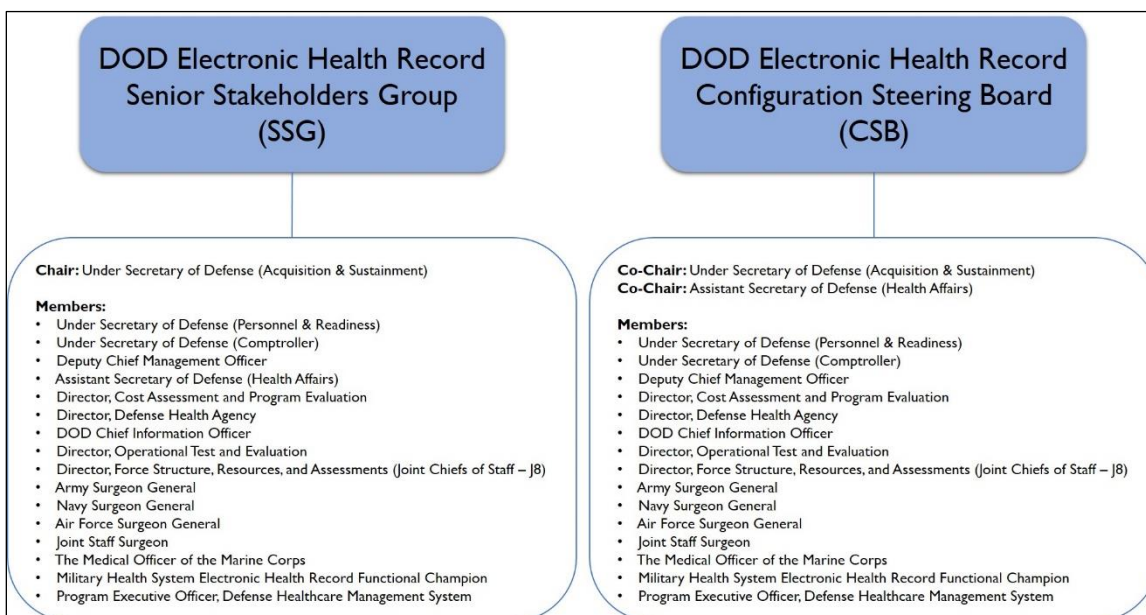 DOD Electronic Health Record
Senior Stakeholders Group
(SSG)
Chair: Under Secretary of Defense (Acquisition & Sustainment)
Members:
• Under Secretary of Defense (Personnel & Readiness)
• Under Secretary of Defense (Comptroller)
• Deputy Chief Management Officer
• Assistant Secretary of Defense (Health Affairs)
• Director, Cost Assessment and Program Evaluation
• Director, Defense Health Agency
• DOD Chief Information Officer
• Director, Operational Test and Evaluation
• Director, Force Structure, Resources, and Assessments (Joint Chiefs of Staff – J8)
• Army Surgeon General
• Navy Surgeon General
• Air Force Surgeon General
• Joint Staff Surgeon
• The Medical Officer of the Marine Corps
• Military Health System Electronic Health Record Functional Champion
• Program Executive Officer, Defense Healthcare Management System
DOD Electronic Health Record
Configuration Steering Board
(CSB)
Co-Chair: Under Secretary of Defense (Acquisition & Sustainment)
Co-Chair: Assistant Secretary of Defense (Health Affairs)
Members:
• Under Secretary of Defense (Personnel & Readiness)
• Under Secretary of Defense (Comptroller)
• Deputy Chief Management Officer
• Director, Cost Assessment and Program Evaluation
• Director, Defense Health Agency
• DOD Chief Information Officer
• Director, Operational Test and Evaluation
• Director, Force Structure, Resources, and Assessments (Joint Chiefs of Staff – J8)
• Army Surgeon General
• Navy Surgeon General
• Air Force Surgeon General
• Joint Staff Surgeon
• The Medical Officer of the Marine Corps
• Military Health System Electronic Health Record Functional Champion
• Program Executive Officer, Defense Healthcare Management System